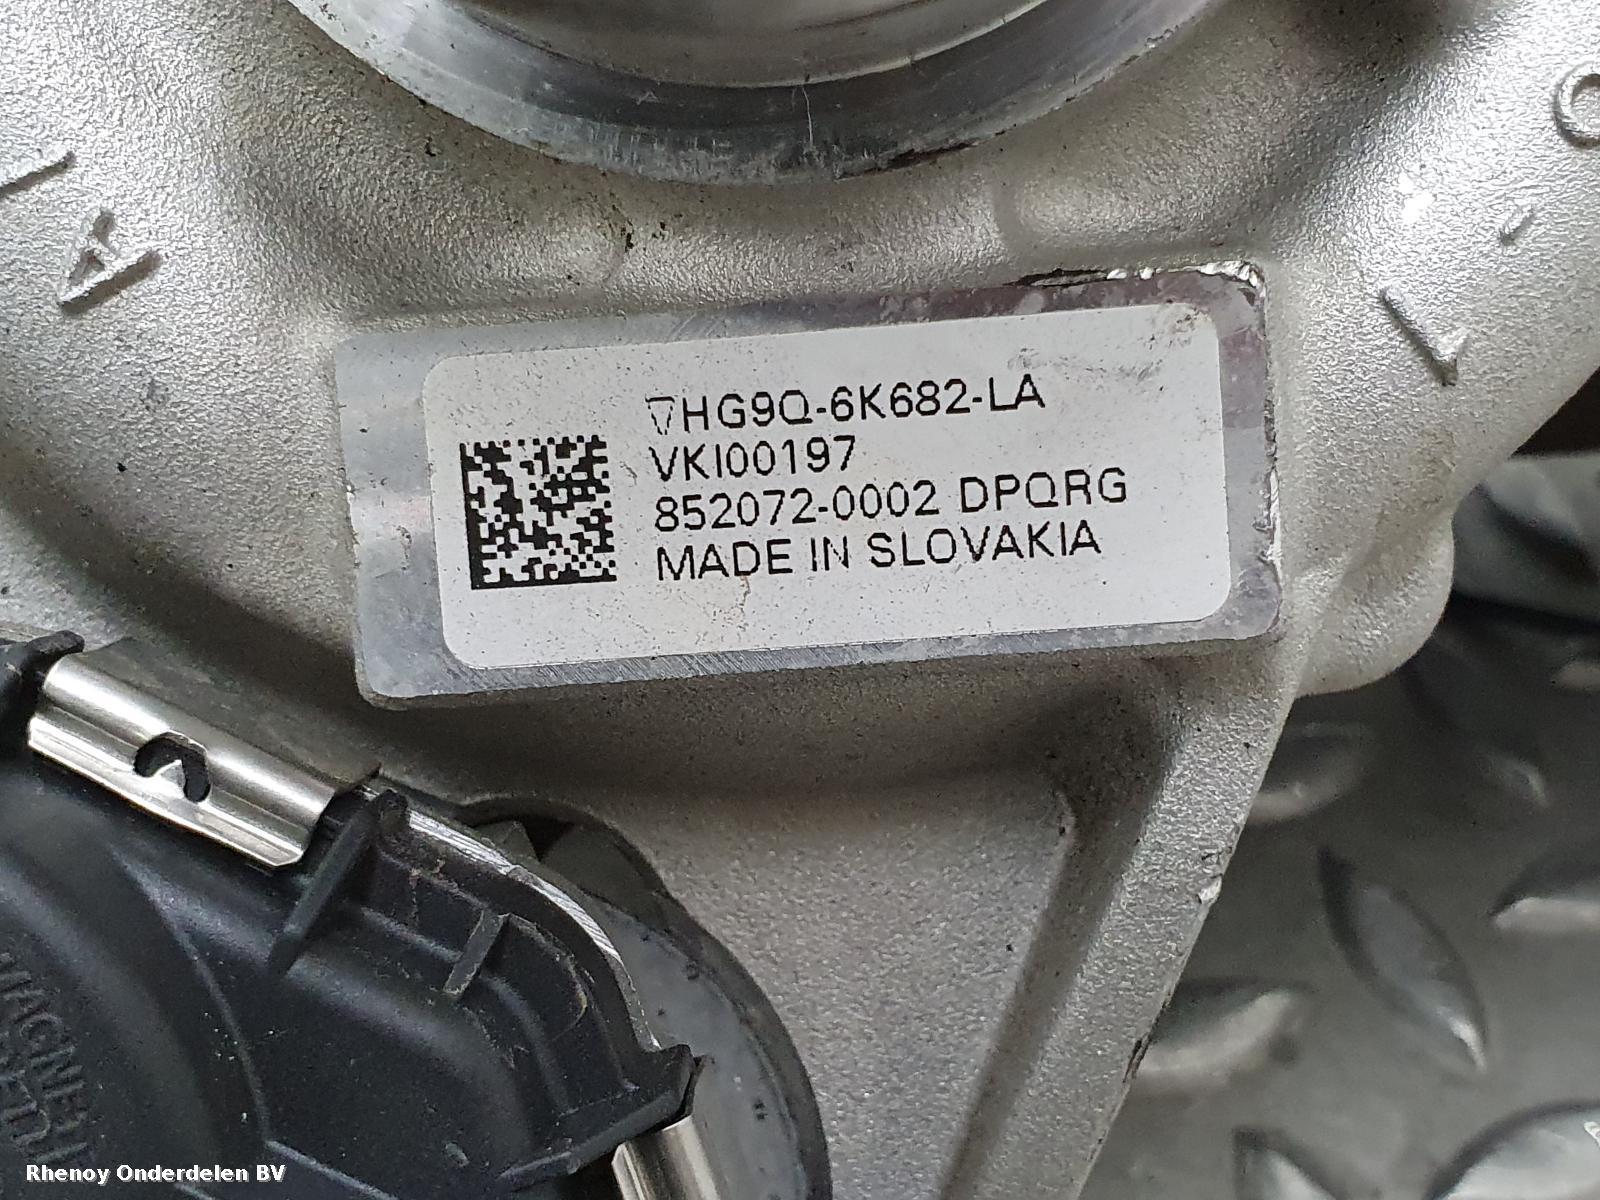 ▽HG9Q-6K682-LA
VKI00197
852072-0002 DPQRG
MADE IN SLOVAKIA
Rhenoy Onderdelen BV